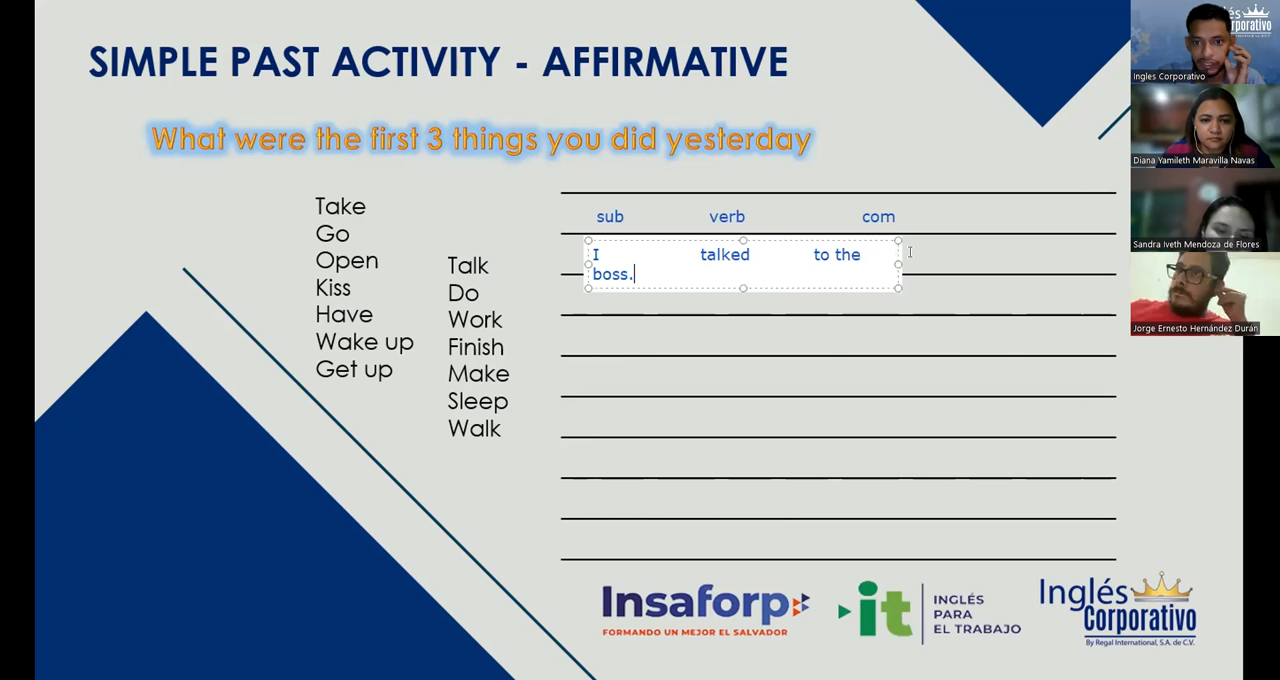 SIMPLE PAST ACTIVITY - AFFIRMATIVE
What were the first 3 things you did yesterday
Take
Go
Open
Kiss
Have
Wake up
Get up
Talk
Do
Work
Finish
Make
Sleep
Walk
sub verb com
I talked to the
boss.
Insaforp
FORMANDO UN MEJOR EL SALVADOR
it
INGLÉS
PARA
EL TRABAJO
Inglés
Corporativo
By Regal International, S.A. de C.V.
és
rporativo
Ingles Corporativo
Diana Yamileth Maravilla Navas
Sandra Iveth Mendoza de Flores
Jorge Ernesto Hernández Durán